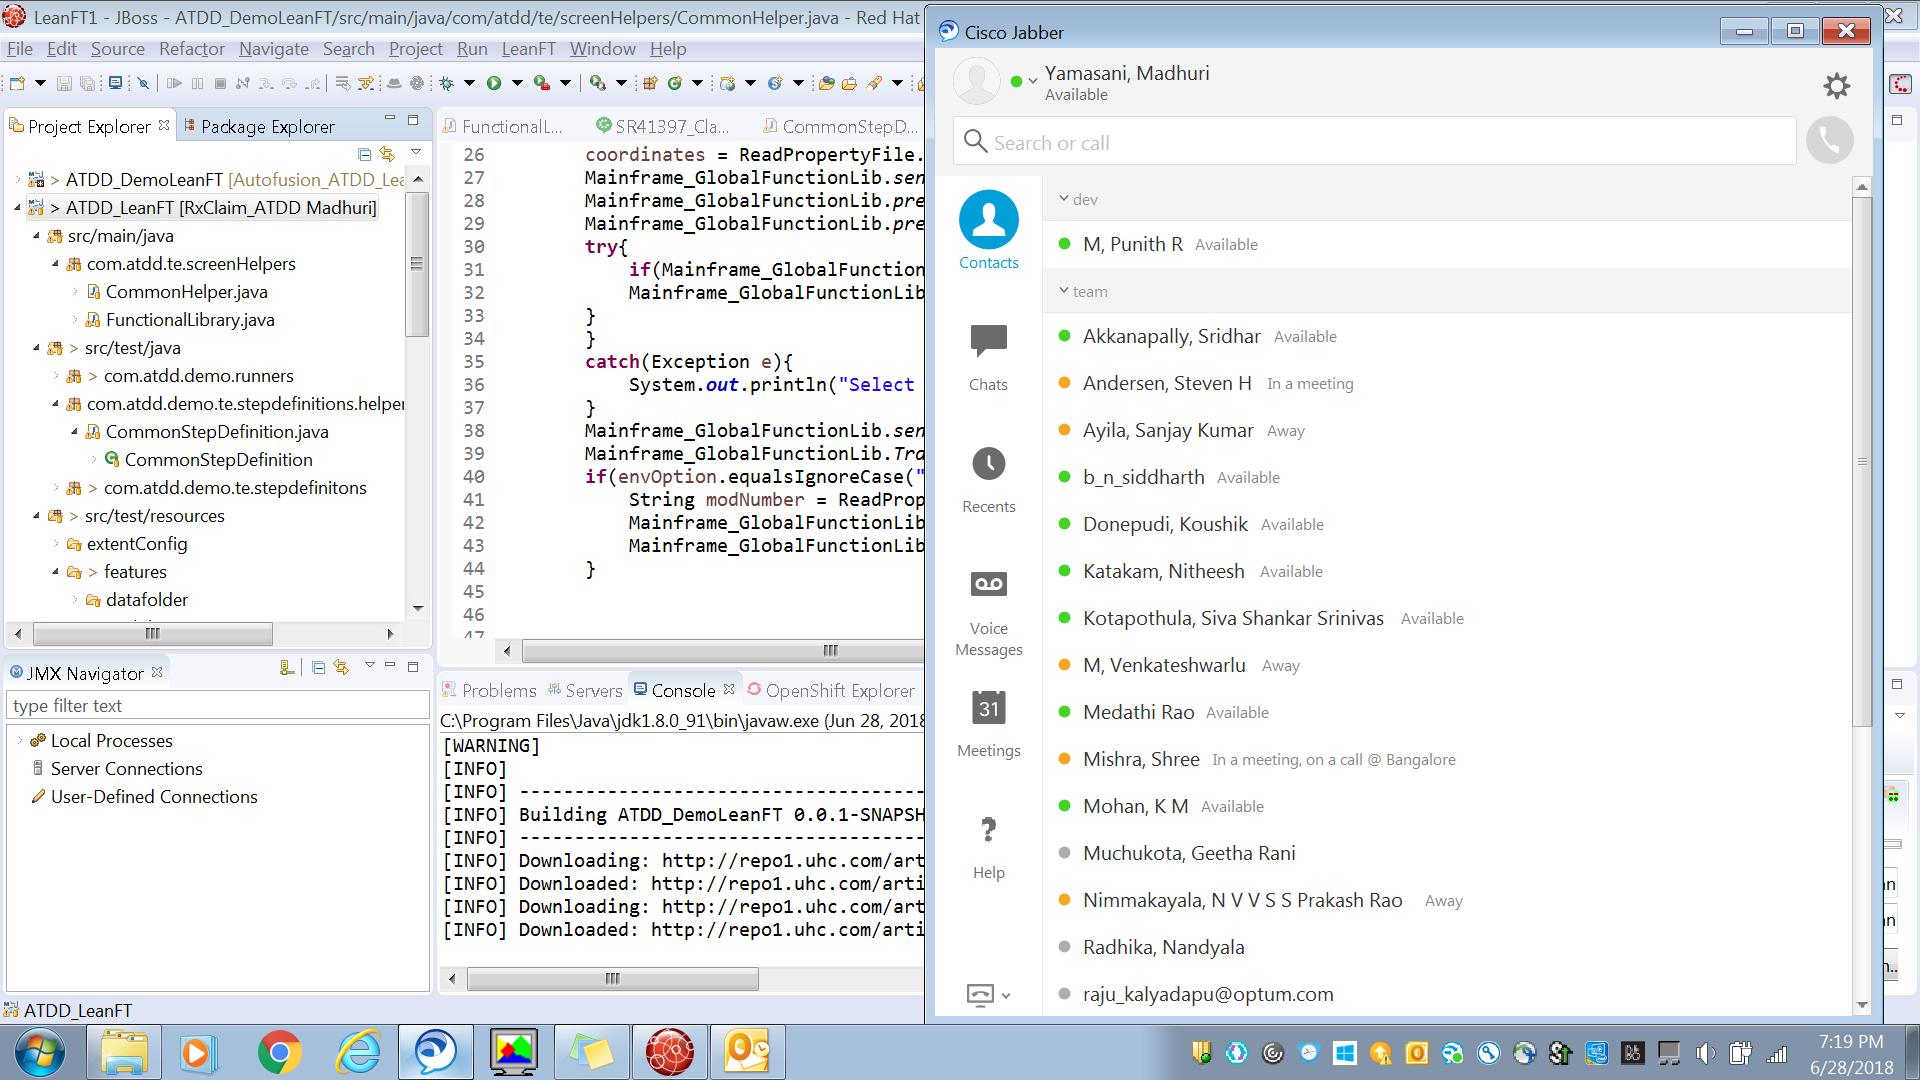 LeanFT1 - JBoss - ATDD_DemoLeanFT/src/main/java/com/atdd/te/screenHelpers/CommonHelper.java - Red Hat
File Edit Source Refactor Navigate Search Project Run LeanFT Window Help
Project Explorer
Package Explorer
> ATDD_DemoLeanFT [Autofusion_ATDD_Lea
> ATDD_LeanFT [RxClaim_ATDD Madhuri]
src/main/java
com.atdd.te.screenHelpers
CommonHelper.java
FunctionalLibrary.java
> src/test/java
> com.atdd.demo.runners
com.atdd.demo.te.stepdefinitions.helper
CommonStepDefinition.java
CommonStepDefinition
> com.atdd.demo.te.stepdefinitons
> src/test/resources
extentConfig
> features
datafolder
JMX Navigator
type filter text
Local Processes
Server Connections
User-Defined Connections
ATDD_LeanFT
FunctionalL... SR41397_Cla... CommonStepD...
26 coordinates = ReadPropertyFile.
27 Mainframe_GlobalFunctionLib.sen
28 Mainframe_GlobalFunctionLib.pre
29 Mainframe_GlobalFunctionLib.pre
30 try{
31 if(Mainframe_GlobalFunction
32 Mainframe_GlobalFunctionLib
33 }
34 }
35 catch(Exception e){
36 System.out.println("Select
37 }
38 Mainframe_GlobalFunctionLib.sen
39 Mainframe_GlobalFunctionLib.Tra
40 if(envOption.equalsIgnoreCase("
41 String modNumber = ReadProp
42 Mainframe_GlobalFunctionLib
43 Mainframe_GlobalFunctionLib
44 }
45
46
47
Problems Servers Console OpenShift Explorer
C:\Program Files\Java\jdk1.8.0_91\bin\javaw.exe (Jun 28, 2018
[WARNING]
[INFO]
[INFO] -------------------------------------
[INFO] Building ATDD_DemoLeanFT 0.0.1-SNAPSH
[INFO] -------------------------------------
[INFO] Downloading: http://repo1.uhc.com/art
[INFO] Downloaded: http://repo1.uhc.com/arti
[INFO] Downloading: http://repo1.uhc.com/art
[INFO] Downloaded: http://repo1.uhc.com/arti
Cisco Jabber
Yamasani, Madhuri
Available
Search or call
Contacts
Chats
Recents
Voice
Messages
31
Meetings
Help
dev
M, Punith R Available
team
Akkanapally, Sridhar Available
Andersen, Steven H In a meeting
Ayila, Sanjay Kumar Away
b_n_siddharth Available
Donepudi, Koushik Available
Katakam, Nitheesh Available
Kotapothula, Siva Shankar Srinivas Available
M, Venkateshwarlu Away
Medathi Rao Available
Mishra, Shree In a meeting, on a call @ Bangalore
Mohan, K M Available
Muchukota, Geetha Rani
Nimmakayala, N V V S S Prakash Rao Away
Radhika, Nandyala
raju_kalyadapu@optum.com
7:19 PM
6/28/2018